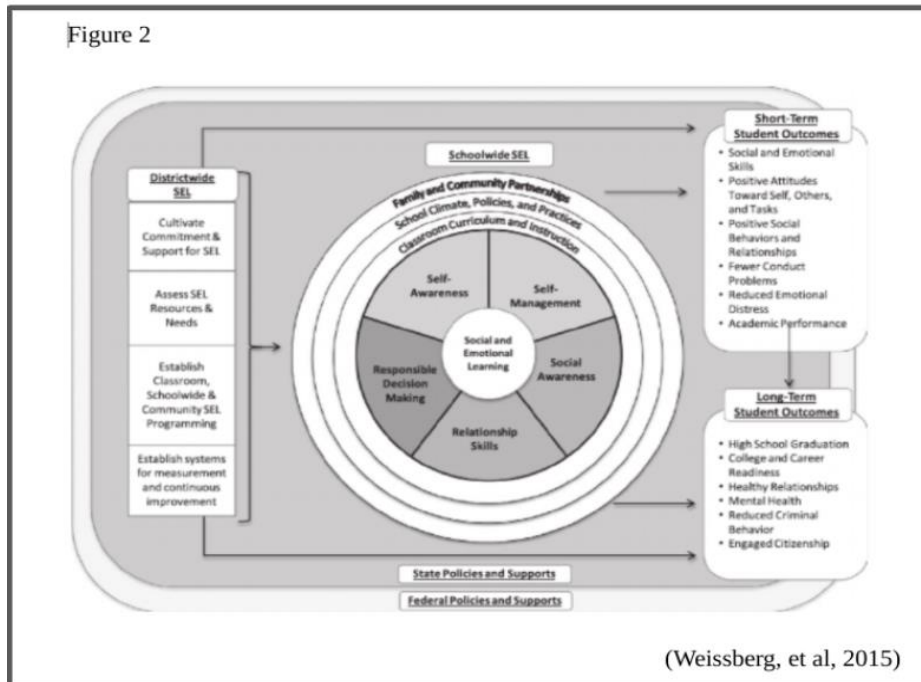 Figure 2
Schoolwide SEL
Family and Community Partnerships
School Climate, Policies, and Practices
Classroom Curriculum and Instruction
Districtwide
SEL
Cultivate
Commitment &
Support for SEL
Assess SEL
Resources &
Needs
Establish
Classroom,
Schoolwide &
Community SEL
Programming
Establish systems
for measurement
and continuous
improvement
Self-
Awareness
Self-
Management
Social and
Emotional
Learning
Responsible
Decision
Making
Social
Awareness
Relationship
Skills
Short-Term
Student Outcomes
• Social and Emotional
Skills
• Positive Attitudes
Toward Self, Others,
and Tasks
• Positive Social
Behaviors and
Relationships
• Fewer Conduct
Problems
• Reduced Emotional
Distress
• Academic Performance
Long-Term
Student Outcomes
• High School Graduation
• College and Career
Readiness
• Healthy Relationships
• Mental Health
• Reduced Criminal
Behavior
• Engaged Citizenship
State Policies and Supports
Federal Policies and Supports
(Weissberg, et al, 2015)